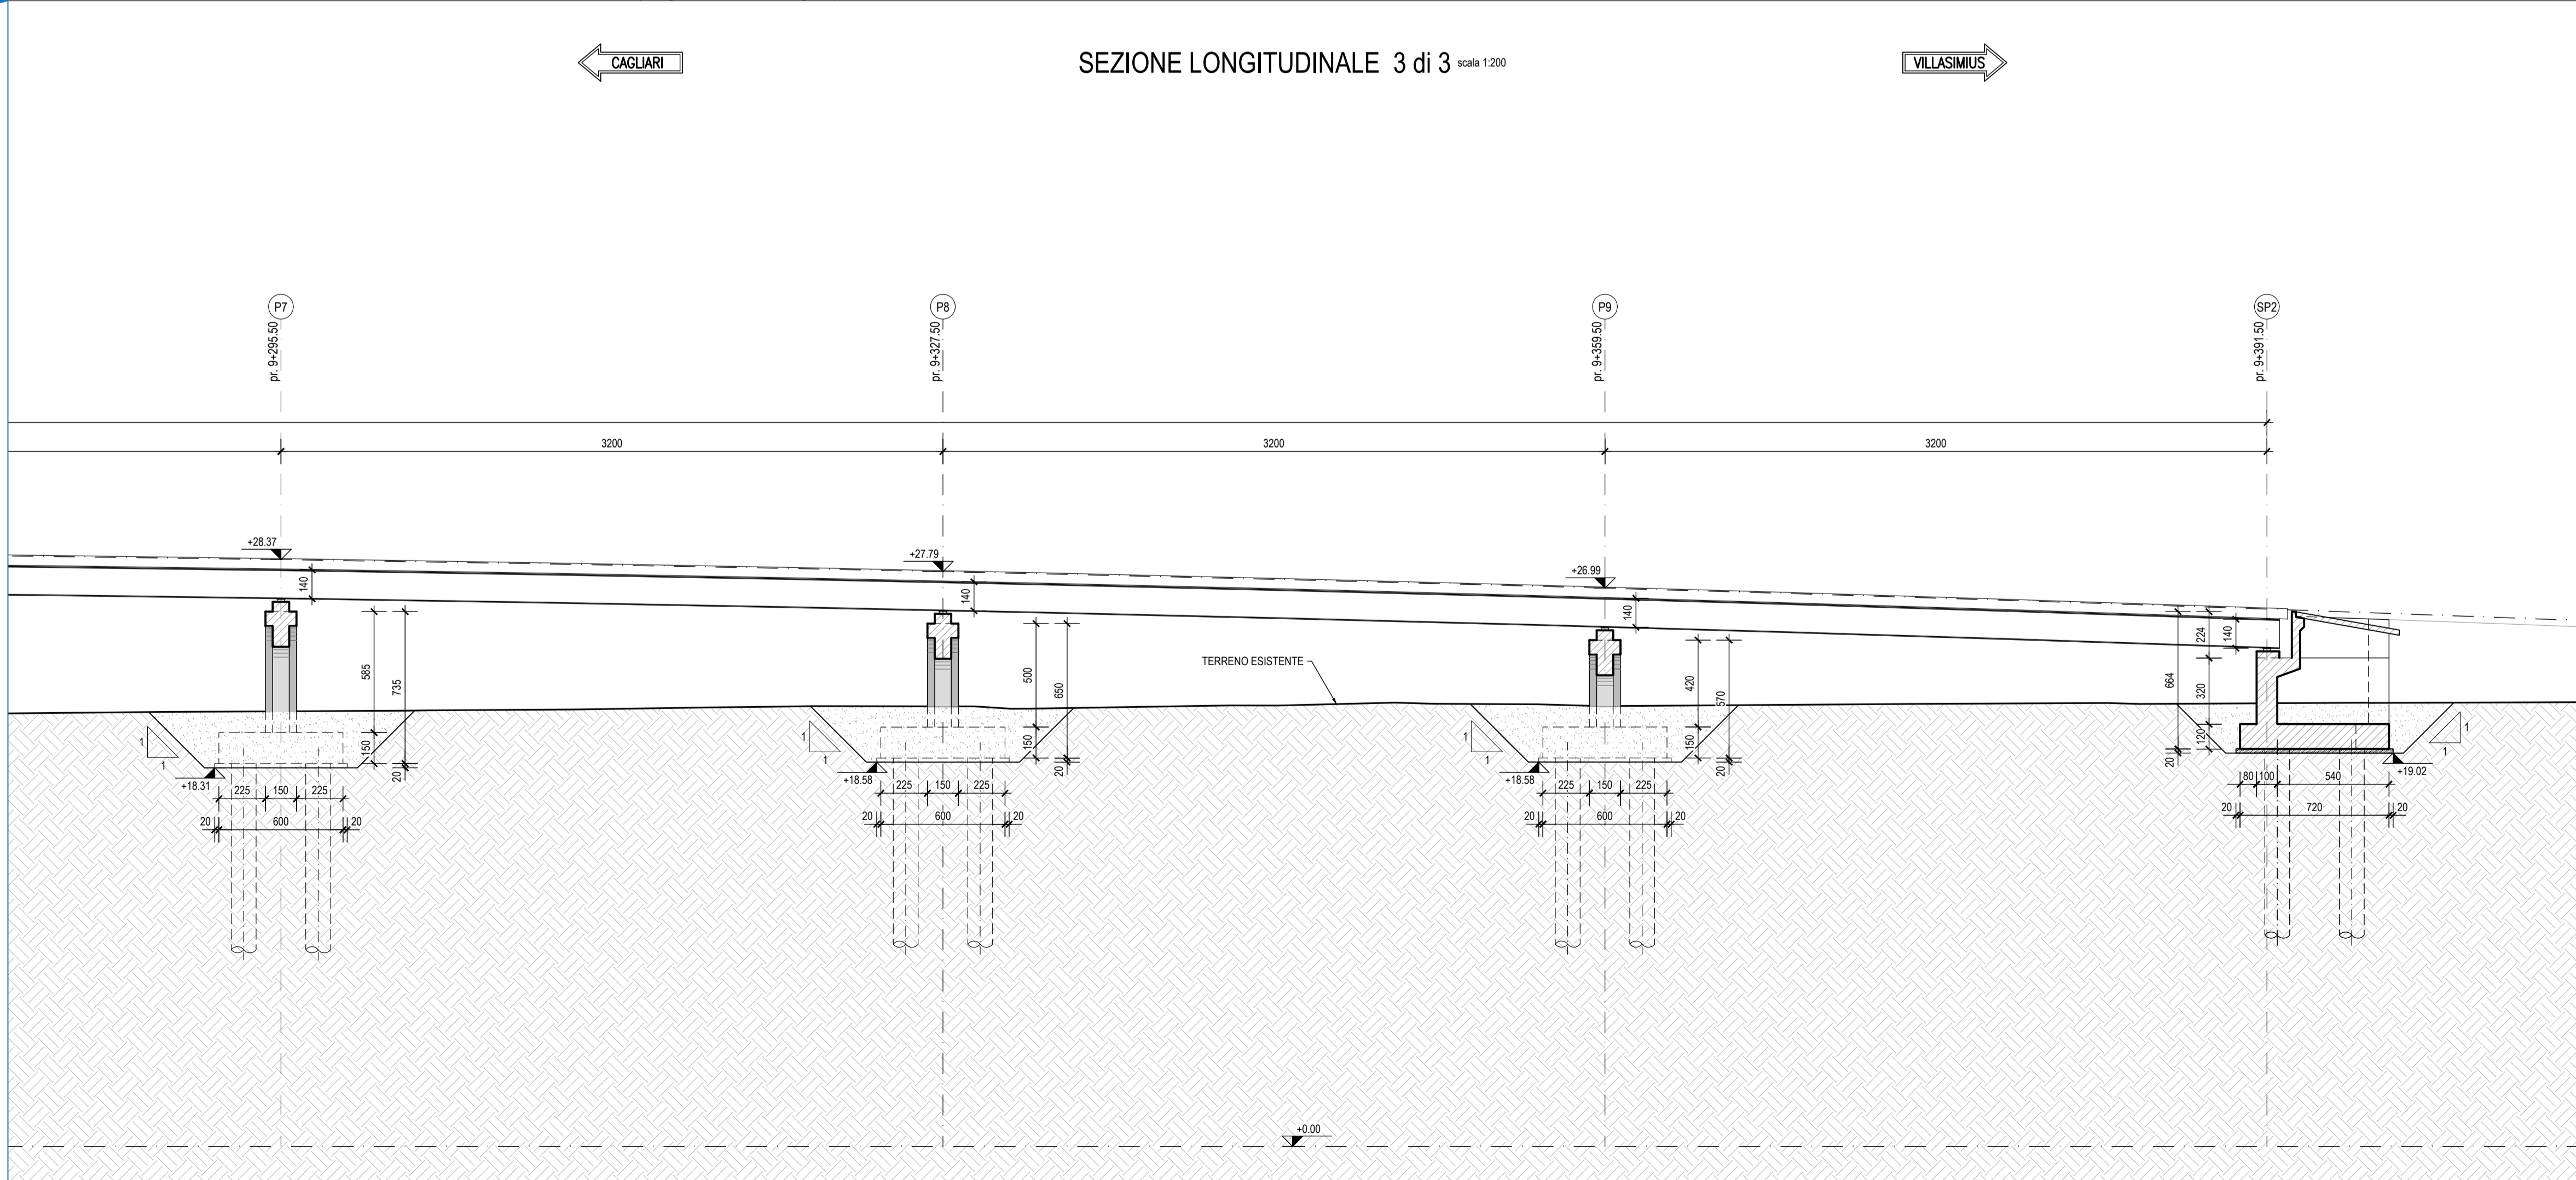 CAGLIARI
SEZIONE LONGITUDINALE 3 di 3 scala 1:200
VILLASIMIUS
P7
P8
P9
SP2
pr. 9+295.50
pr. 9+327.50
pr. 9+359.50
pr. 9+391.50
3200
3200
3200
+28.37
+27.79
+26.99
140
140
140
224
140
TERRENO ESISTENTE
585
735
500
650
420
570
664
320
1
1
150
20
1
1
150
20
1
1
150
20
120
20
1
1
+18.31
+18.58
+18.58
+19.02
225 150 225
225 150 225
225 150 225
80 100 540
20 600 20
20 600 20
20 600 20
20 720 20
+0.00